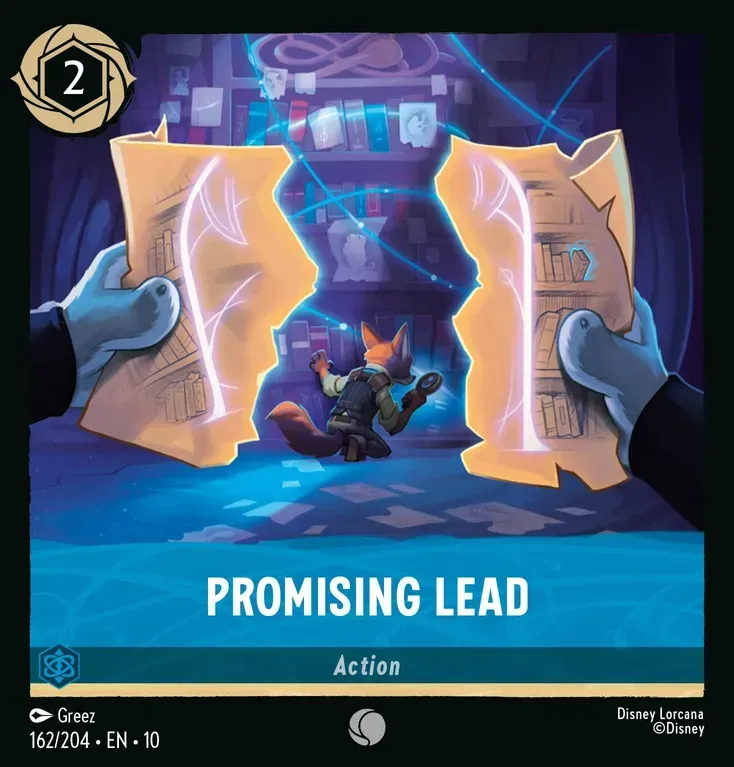 2
PROMISING LEAD
Action
Greez
Disney Lorcana
162/204 • EN • 10
©Disney